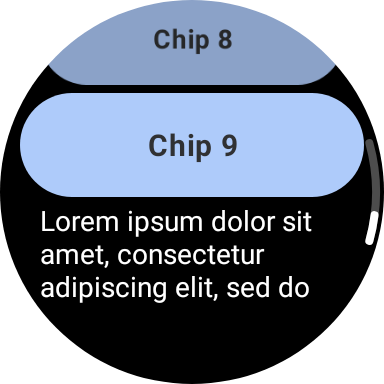 Chip 8
Chip 9
Lorem ipsum dolor sit
amet, consectetur
adipiscing elit, sed do